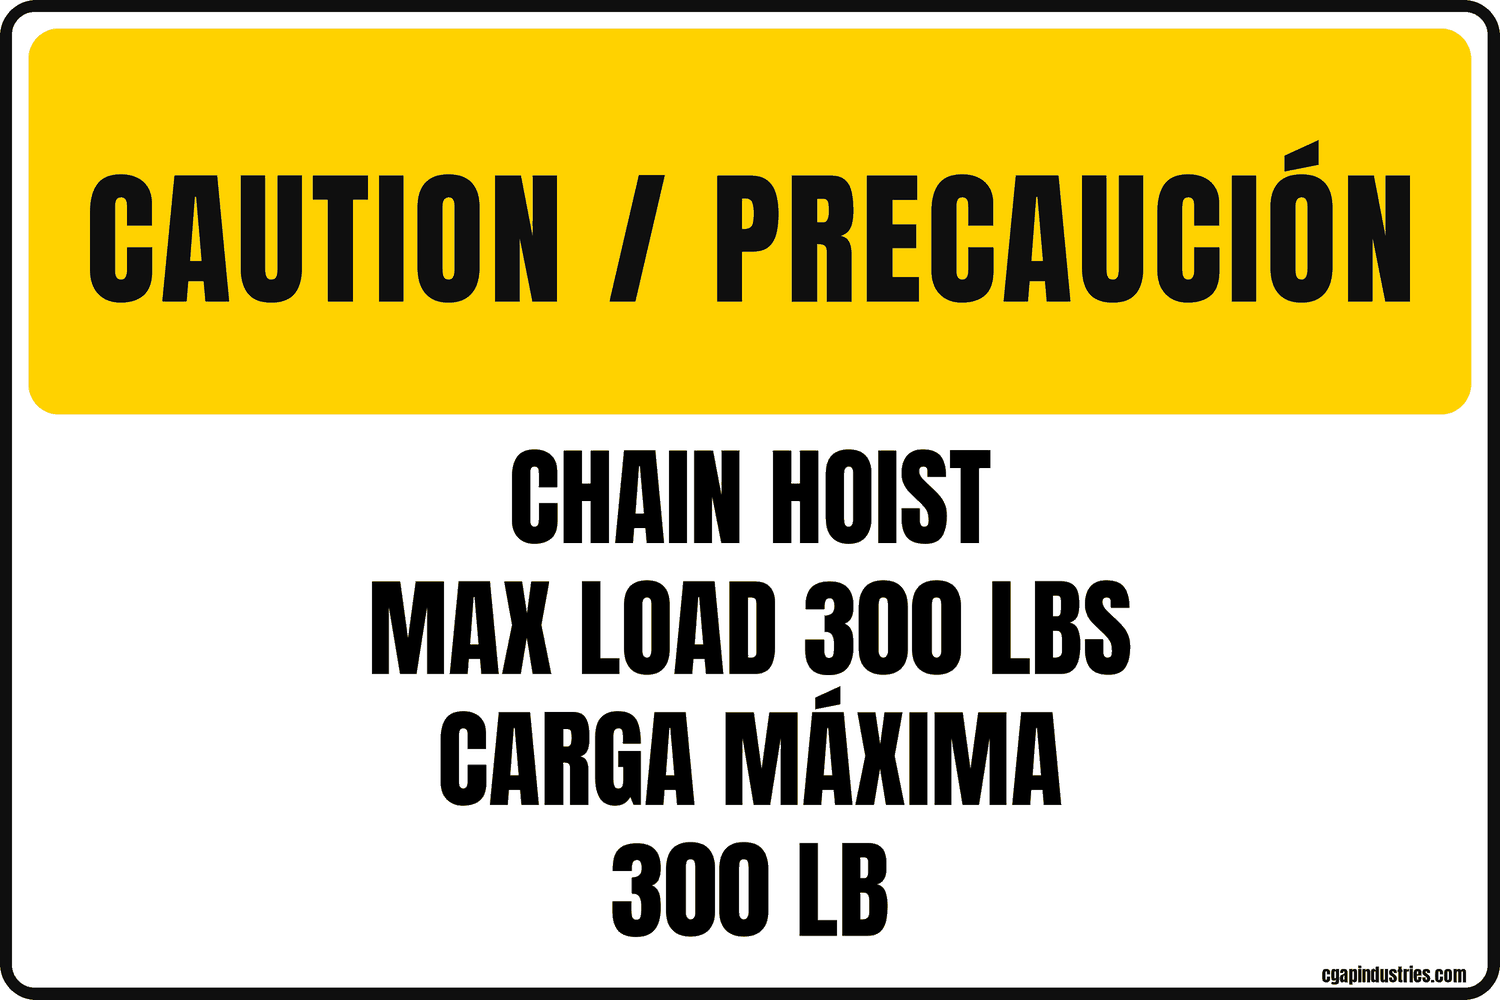 CAUTION / PRECAUCIÓN
CHAIN HOIST
MAX LOAD 300 LBS
CARGA MÁXIMA
300 LB
cgapindustries.com